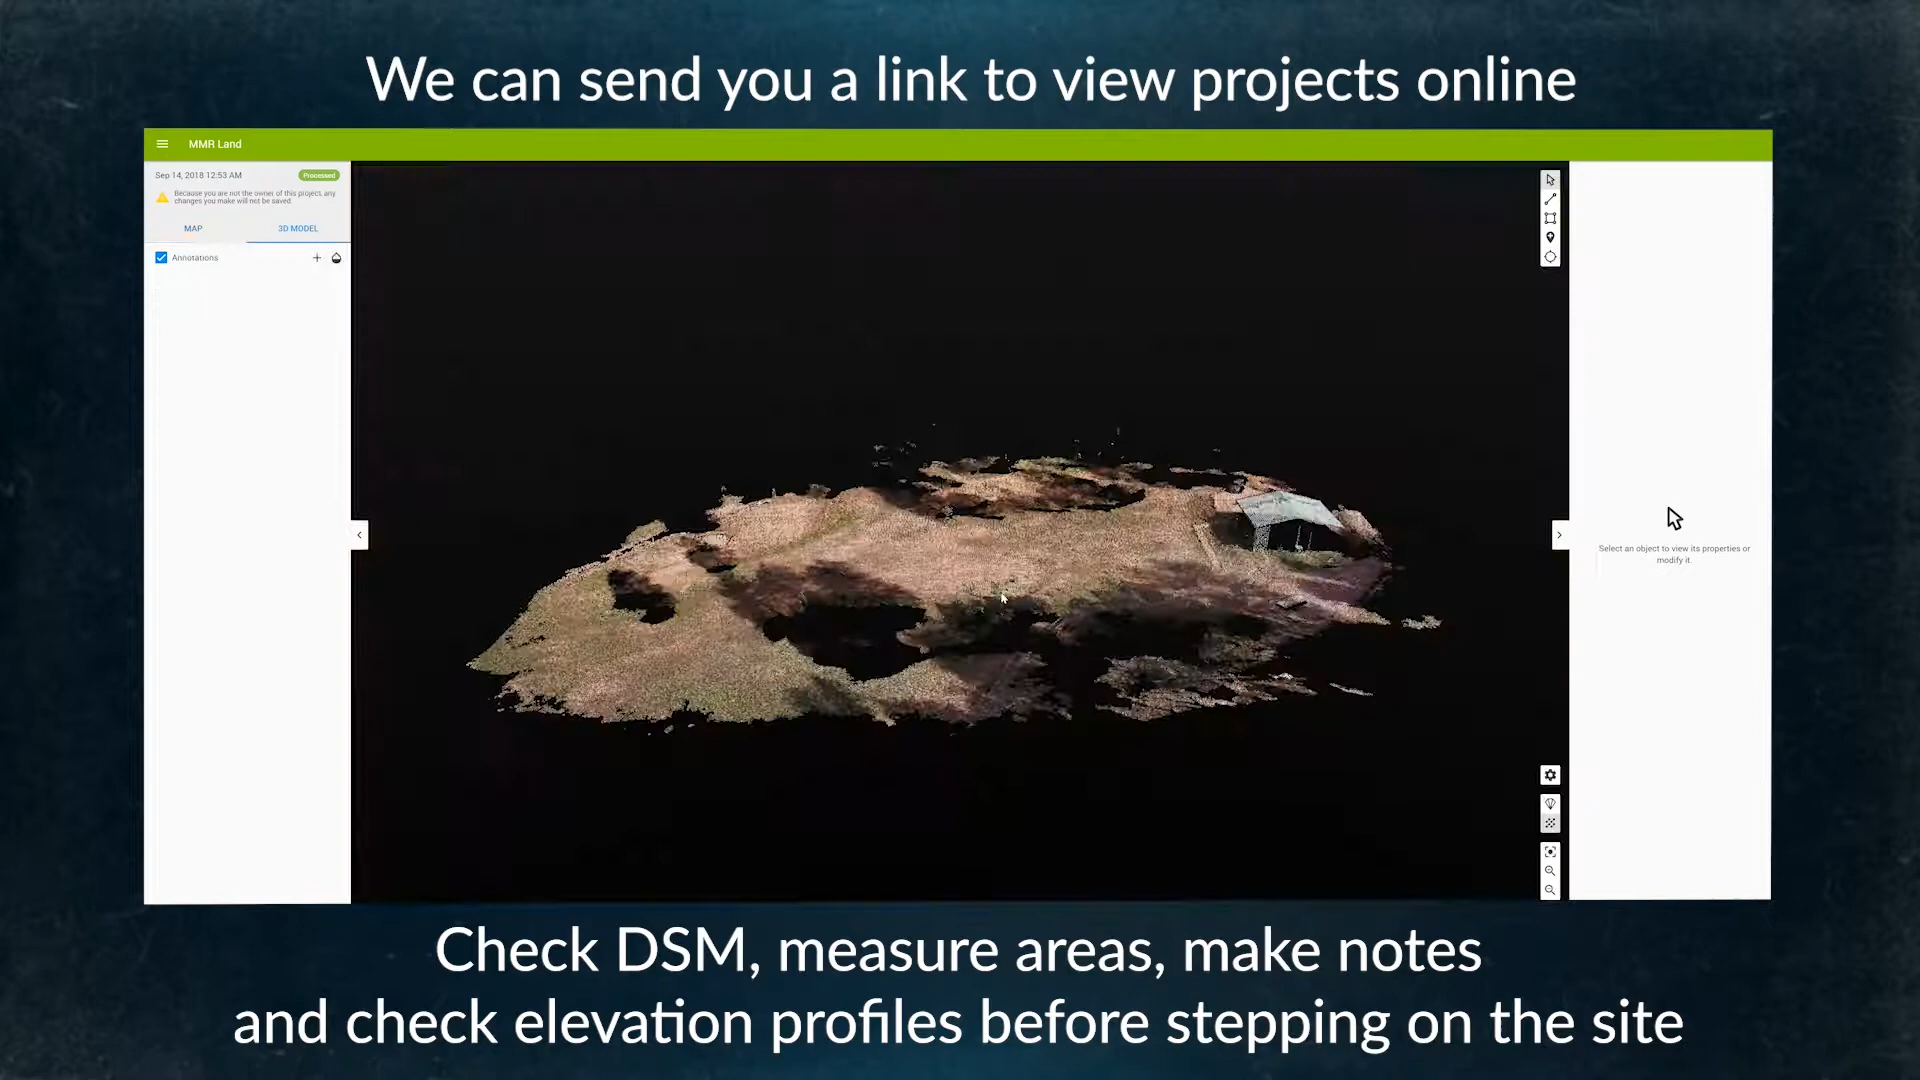 We can send you a link to view projects online
MMR Land
Sep 14, 2018 12:53 AM
Processed
Because you are not the owner of this project, any
changes you make will not be saved.
MAP
3D MODEL
Annotations
Select an object to view its properties or
modify it.
Check DSM, measure areas, make notes
and check elevation profiles before stepping on the site